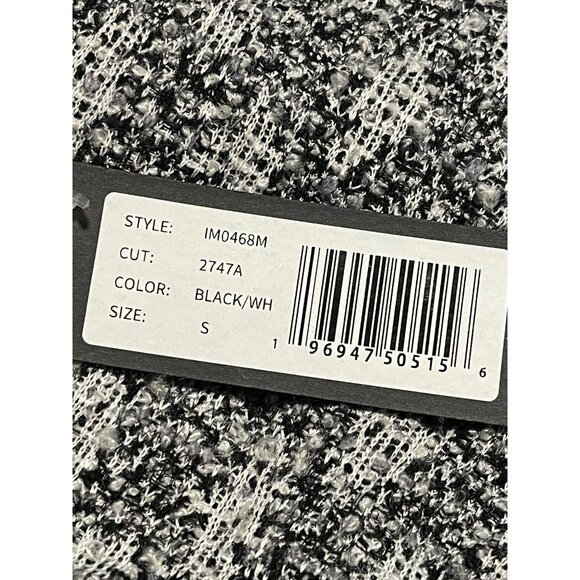 STYLE: IM0468M
CUT: 2747A
COLOR: BLACK/WH
SIZE: S
1 96947 50515 6